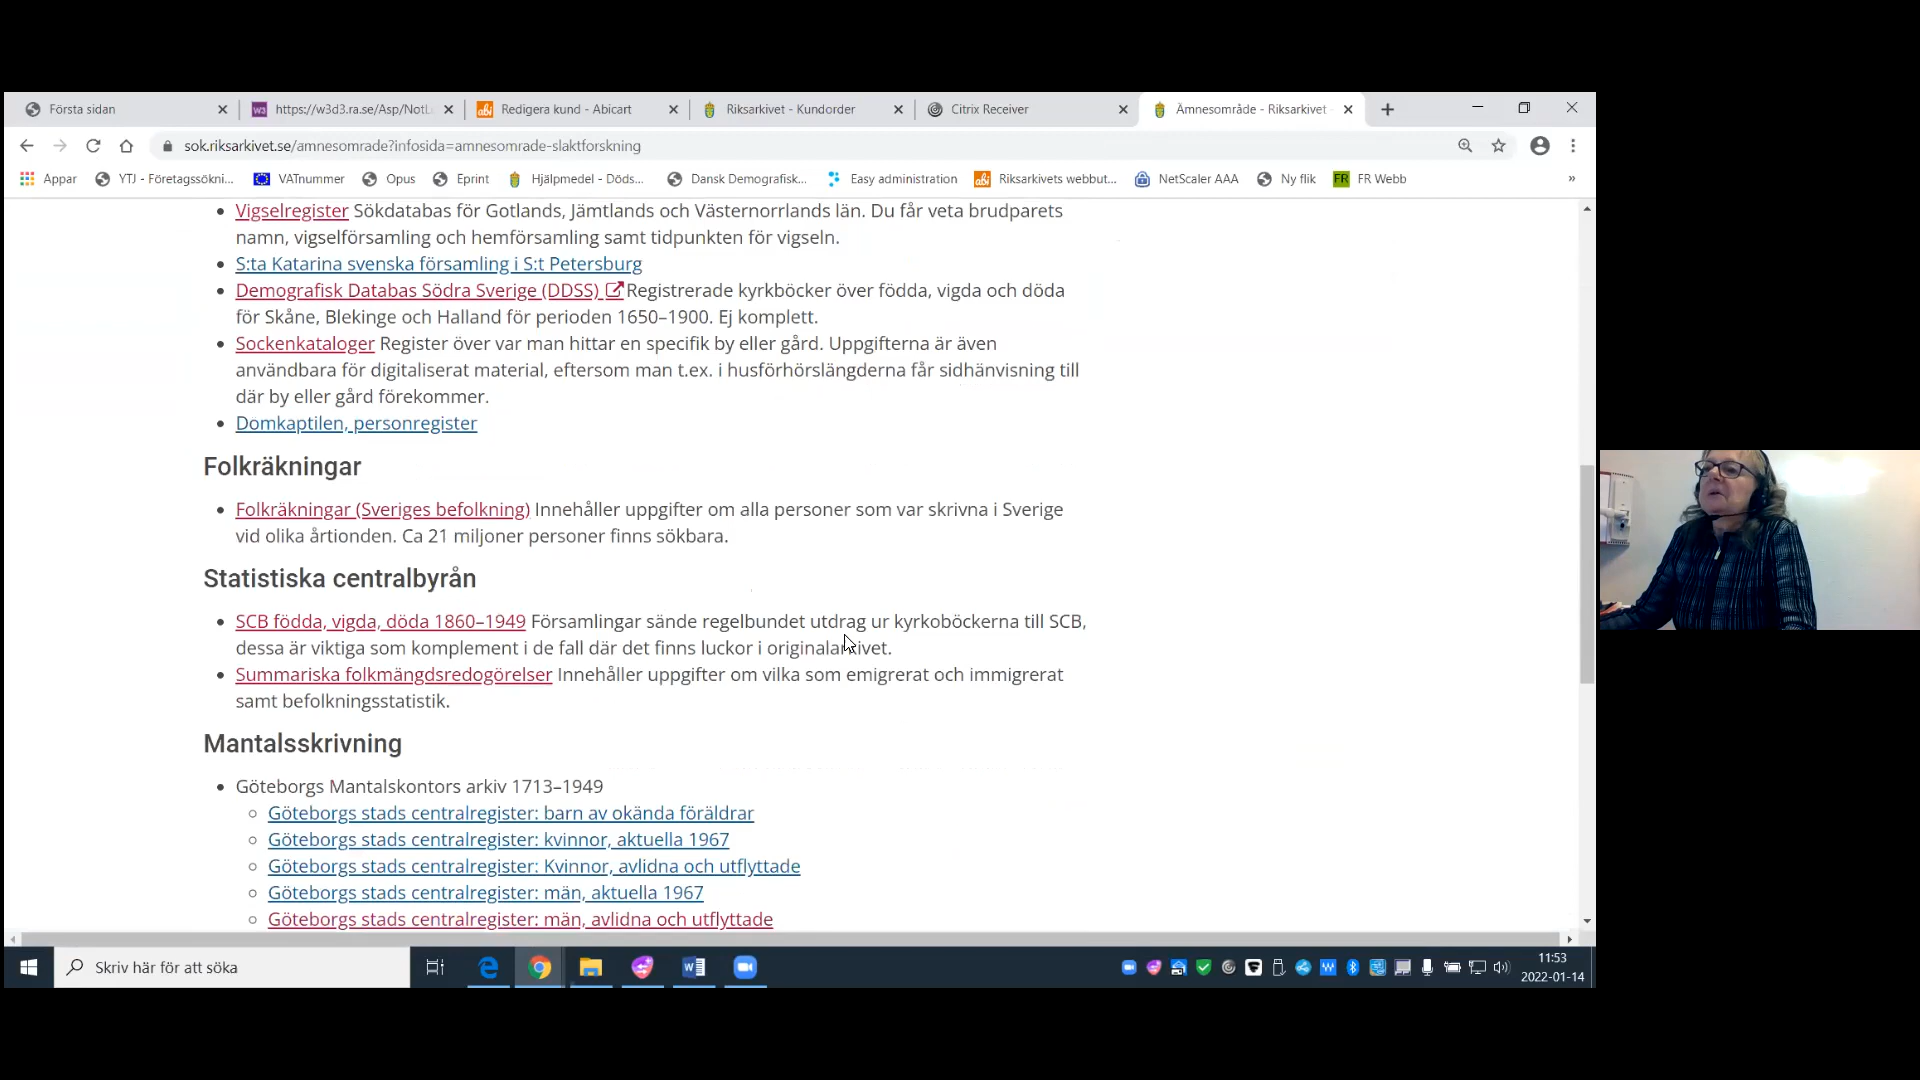 Första sidan
https://w3d3.ra.se/Asp/NotL
Redigera kund - Abicart
Riksarkivet - Kundorder
Citrix Receiver
Ämnesområde - Riksarkivet -
sok.riksarkivet.se/amnesomrade?infosida=amnesomrade-slaktforskning
Appar
YTJ - Företagssökni...
VATnummer
Opus
Eprint
Hjälpmedel - Döds...
Dansk Demografisk...
Easy administration
abi Riksarkivets webbut...
NetScaler AAA
Ny flik
FR FR Webb
»
Vigselregister Sökdatabas för Gotlands, Jämtlands och Västernorrlands län. Du får veta brudparets
namn, vigselförsamling och hemförsamling samt tidpunkten för vigseln.
S:ta Katarina svenska församling i S:t Petersburg
Demografisk Databas Södra Sverige (DDSS) Registrerade kyrkböcker över födda, vigda och döda
för Skåne, Blekinge och Halland för perioden 1650–1900. Ej komplett.
Sockenkataloger Register över var man hittar en specifik by eller gård. Uppgifterna är även
användbara för digitaliserat material, eftersom man t.ex. i husförhörslängderna får sidhänvisning till
där by eller gård förekommer.
Domkaptilen, personregister
Folkräkningar
Folkräkningar (Sveriges befolkning) Innehåller uppgifter om alla personer som var skrivna i Sverige
vid olika årtionden. Ca 21 miljoner personer finns sökbara.
Statistiska centralbyrån
SCB födda, vigda, döda 1860–1949 Församlingar sände regelbundet utdrag ur kyrkoböckerna till SCB,
dessa är viktiga som komplement i de fall där det finns luckor i originalarkivet.
Summariska folkmängdsredogörelser Innehåller uppgifter om vilka som emigrerat och immigrerat
samt befolkningsstatistik.
Mantalsskrivning
Göteborgs Mantalskontors arkiv 1713–1949
Göteborgs stads centralregister: barn av okända föräldrar
Göteborgs stads centralregister: kvinnor, aktuella 1967
Göteborgs stads centralregister: Kvinnor, avlidna och utflyttade
Göteborgs stads centralregister: män, aktuella 1967
Göteborgs stads centralregister: män, avlidna och utflyttade
Skriv här för att söka
11:53
2022-01-14